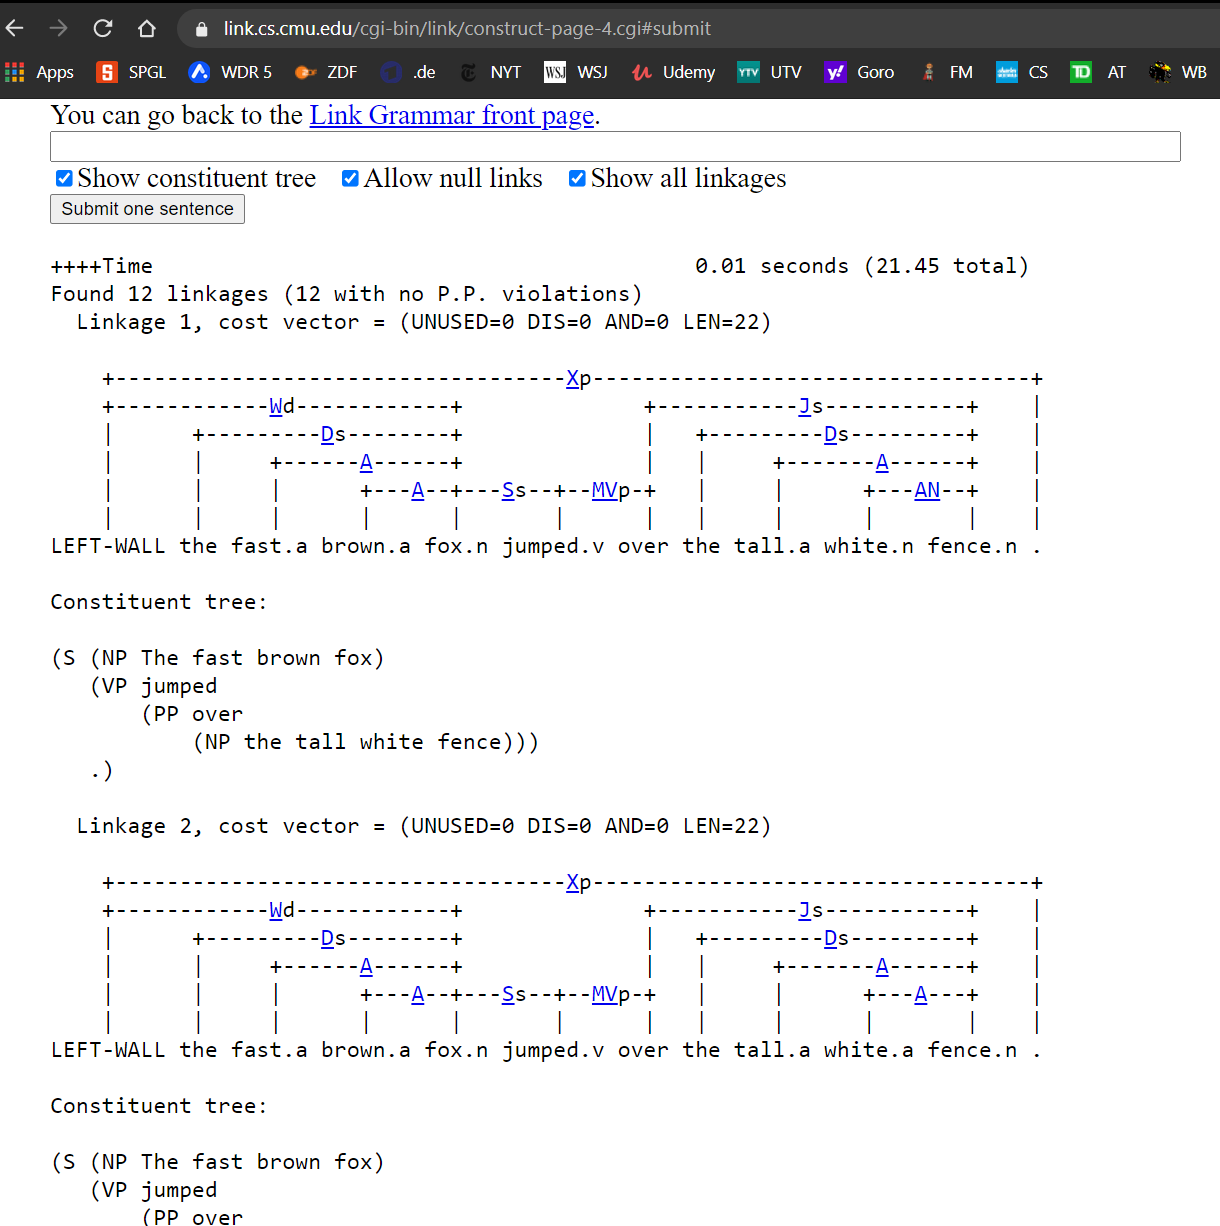 link.cs.cmu.edu/cgi-bin/link/construct-page-4.cgi#submit
Apps S SPGL WDR 5 ZDF .de NYT WSJ WSJ Udemy YTV UTV y! Goro FM CS TD AT WB
You can go back to the Link Grammar front page.
Show constituent tree Allow null links Show all linkages
Submit one sentence
++++Time                                          0.01 seconds (21.45 total)
Found 12 linkages (12 with no P.P. violations)
  Linkage 1, cost vector = (UNUSED=0 DIS=0 AND=0 LEN=22)
    +-----------------------------------Xp----------------------------------+
    +------------Wd------------+              +-----------Js-----------+    |
    |      +---------Ds--------+              |   +---------Ds---------+    |
    |      |     +------A------+              |   |     +-------A------+    |
    |      |     |      +---A--+---Ss--+--MVp-+   |     |      +---AN--+    |
    |      |     |      |      |       |      |   |     |      |       |    |
LEFT-WALL the fast.a brown.a fox.n jumped.v over the tall.a white.n fence.n .
Constituent tree:
(S (NP The fast brown fox)
   (VP jumped
       (PP over
           (NP the tall white fence)))
   .)
  Linkage 2, cost vector = (UNUSED=0 DIS=0 AND=0 LEN=22)
    +-----------------------------------Xp----------------------------------+
    +------------Wd------------+              +-----------Js-----------+    |
    |      +---------Ds--------+              |   +---------Ds---------+    |
    |      |     +------A------+              |   |     +-------A------+    |
    |      |     |      +---A--+---Ss--+--MVp-+   |     |      +---A---+    |
    |      |     |      |      |       |      |   |     |      |       |    |
LEFT-WALL the fast.a brown.a fox.n jumped.v over the tall.a white.a fence.n .
Constituent tree:
(S (NP The fast brown fox)
   (VP jumped
       (PP over